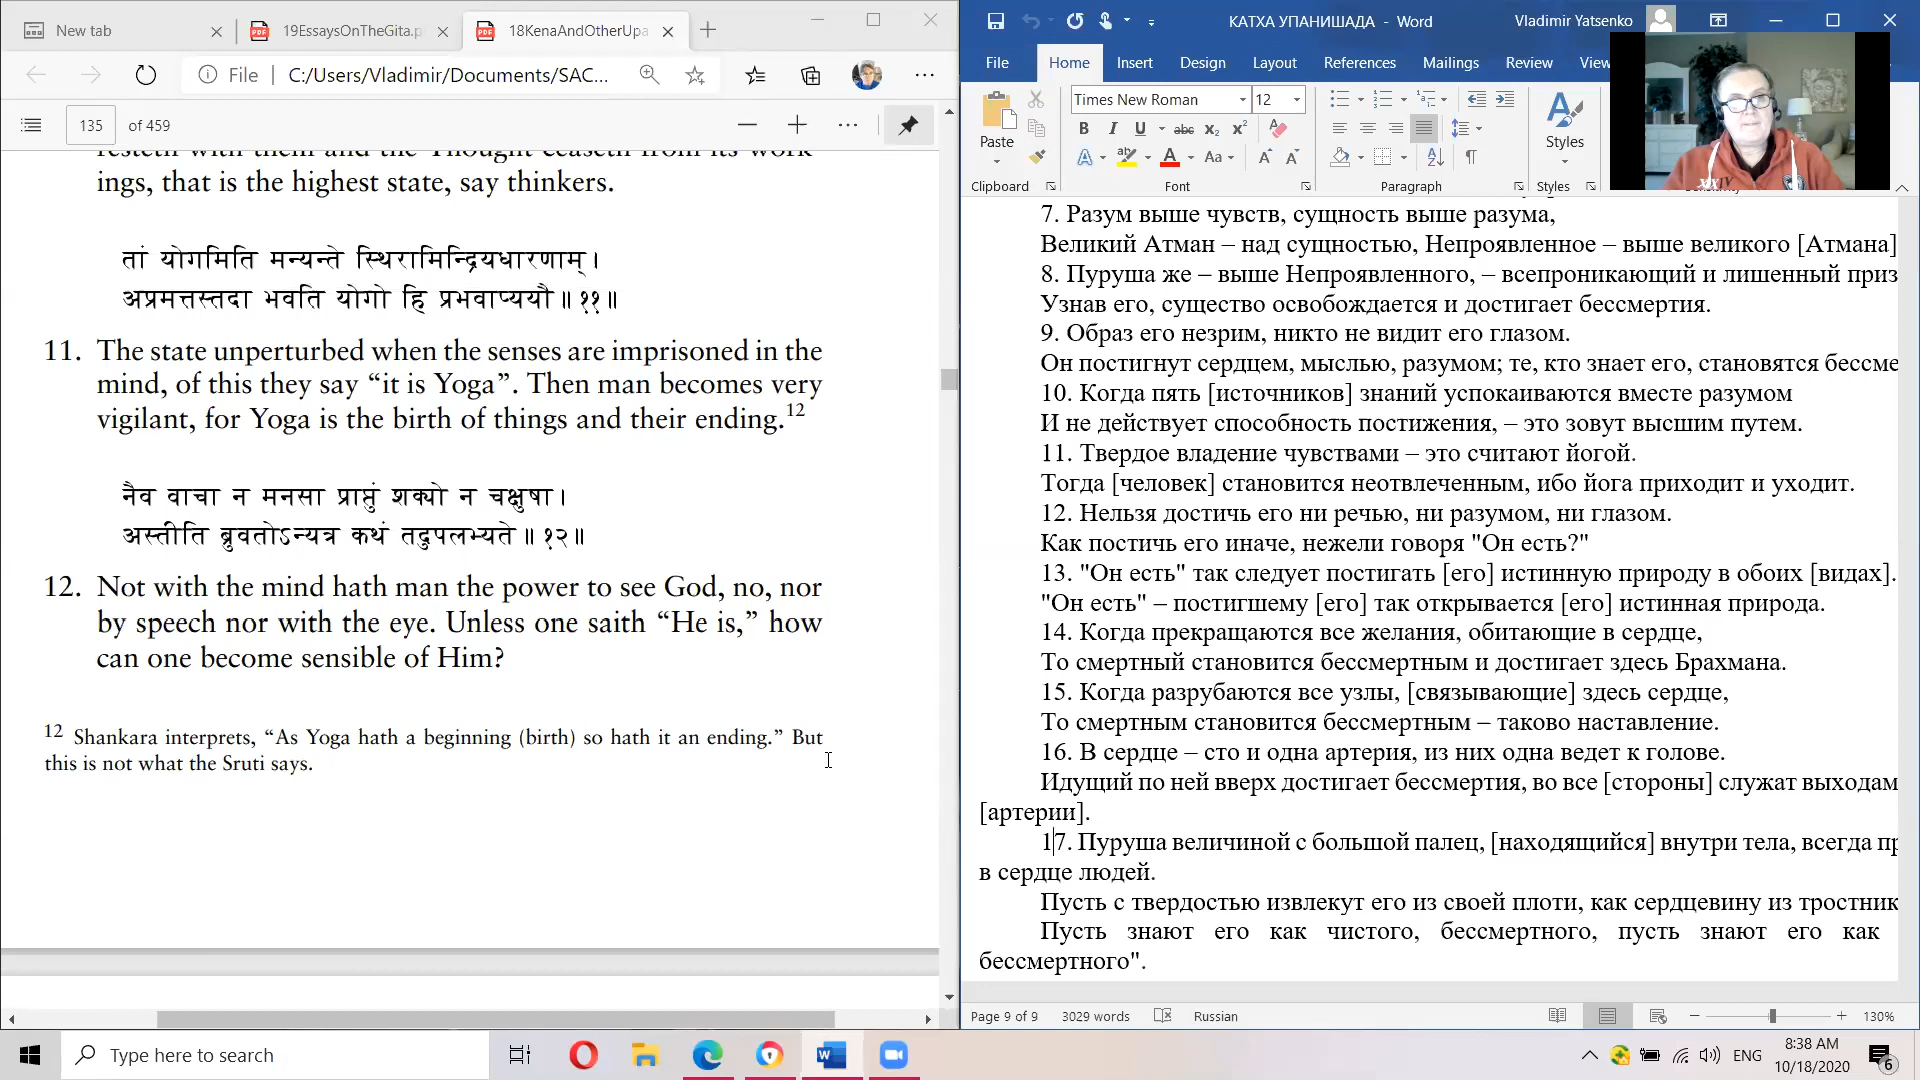 New tab
19EssaysOnTheGita.p
18KenaAndOtherUpa
File
C:/Users/Vladimir/Documents/SAC...
135 of 459
ings, that is the highest state, say thinkers.
तां योगमिति मन्यन्ते स्थिरामिन्द्रियधारणाम्।
अप्रमत्तस्तदा भवति योगो हि प्रभवाप्ययौ॥ ११॥
11. The state unperturbed when the senses are imprisoned in the
mind, of this they say “it is Yoga”. Then man becomes very
vigilant, for Yoga is the birth of things and their ending.12
नैव वाचा न मनसा प्राप्तुं शक्यो न चक्षुषा।
अस्तीति ब्रुवतोऽन्यत्र कथं तदुपलभ्यते॥ १२॥
12. Not with the mind hath man the power to see God, no, nor
by speech nor with the eye. Unless one saith “He is,” how
can one become sensible of Him?
12 Shankara interprets, “As Yoga hath a beginning (birth) so hath it an ending.” But
this is not what the Sruti says.
КАТХА УПАНИШАДА - Word
Vladimir Yatsenko
File Home Insert Design Layout References Mailings Review View
Times New Roman 12
Paste
Styles
Clipboard Font Paragraph Styles
7. Разум выше чувств, сущность выше разума,
Великий Атман – над сущностью, Непроявленное – выше великого [Атмана]
8. Пуруша же – выше Непроявленного, – всепроникающий и лишенный приз
Узнав его, существо освобождается и достигает бессмертия.
9. Образ его незрим, никто не видит его глазом.
Он постигнут сердцем, мыслью, разумом; те, кто знает его, становятся бессме
10. Когда пять [источников] знаний успокаиваются вместе разумом
И не действует способность постижения, – это зовут высшим путем.
11. Твердое владение чувствами – это считают йогой.
Тогда [человек] становится неотвлеченным, ибо йога приходит и уходит.
12. Нельзя достичь его ни речью, ни разумом, ни глазом.
Как постичь его иначе, нежели говоря "Он есть?"
13. "Он есть" так следует постигать [его] истинную природу в обоих [видах].
"Он есть" – постигшему [его] так открывается [его] истинная природа.
14. Когда прекращаются все желания, обитающие в сердце,
То смертный становится бессмертным и достигает здесь Брахмана.
15. Когда разрубаются все узлы, [связывающие] здесь сердце,
То смертным становится бессмертным – таково наставление.
16. В сердце – сто и одна артерия, из них одна ведет к голове.
Идущий по ней вверх достигает бессмертия, во все [стороны] служат выходам
[артерии].
17. Пуруша величиной с большой палец, [находящийся] внутри тела, всегда пр
в сердце людей.
Пусть с твердостью извлекут его из своей плоти, как сердцевину из тростник
Пусть знают его как чистого, бессмертного, пусть знают его как
бессмертного".
Page 9 of 9 3029 words Russian 130%
Type here to search
ENG
8:38 AM
10/18/2020
6